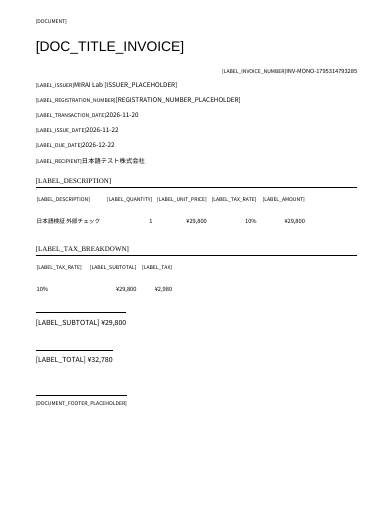 [DOCUMENT]
[DOC_TITLE_INVOICE]
[LABEL_INVOICE_NUMBER]INV-MONO-1795314793285
[LABEL_ISSUER]MIRAI Lab [ISSUER_PLACEHOLDER]
[LABEL_REGISTRATION_NUMBER][REGISTRATION_NUMBER_PLACEHOLDER]
[LABEL_TRANSACTION_DATE]2026-11-20
[LABEL_ISSUE_DATE]2026-11-22
[LABEL_DUE_DATE]2026-12-22
[LABEL_RECIPIENT]日本語テスト株式会社
[LABEL_DESCRIPTION]
[LABEL_DESCRIPTION] [LABEL_QUANTITY] [LABEL_UNIT_PRICE] [LABEL_TAX_RATE] [LABEL_AMOUNT]
日本語検証 外部チェック 1 ¥29,800 10% ¥29,800
[LABEL_TAX_BREAKDOWN]
[LABEL_TAX_RATE] [LABEL_SUBTOTAL] [LABEL_TAX]
10% ¥29,800 ¥2,980
[LABEL_SUBTOTAL] ¥29,800
[LABEL_TOTAL] ¥32,780
[DOCUMENT_FOOTER_PLACEHOLDER]